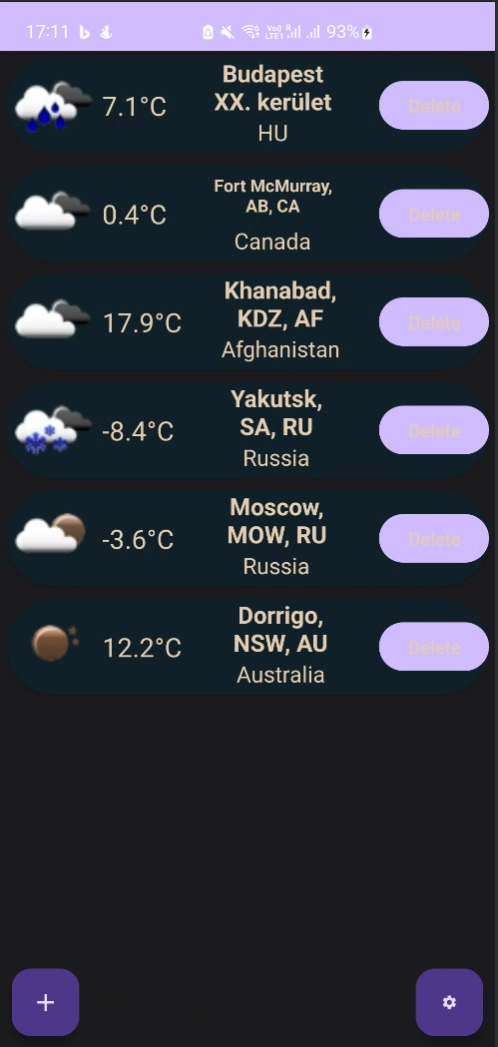 17:11 Vo) R LTE1 93%
7.1°C
Budapest
XX. kerület
HU
Delete
0.4°C
Fort McMurray,
AB, CA
Canada
Delete
17.9°C
Khanabad,
KDZ, AF
Afghanistan
Delete
-8.4°C
Yakutsk,
SA, RU
Russia
Delete
-3.6°C
Moscow,
MOW, RU
Russia
Delete
12.2°C
Dorrigo,
NSW, AU
Australia
Delete